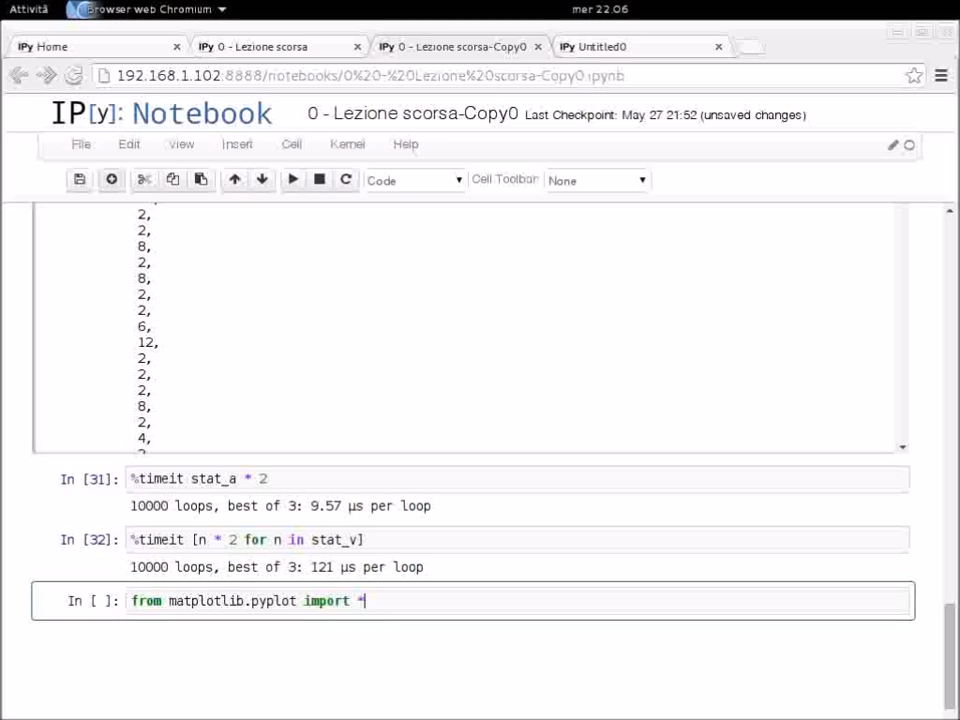 Attività Browser web Chromium mer 22.06
IPy Home IPy 0 - Lezione scorsa IPy 0 - Lezione scorsa-Copy0 IPy Untitled0
192.168.1.102:8888/notebooks/0%20-%20Lezione%20scorsa-Copy0.ipynb
IP[y]: Notebook 0 - Lezione scorsa-Copy0 Last Checkpoint: May 27 21:52 (unsaved changes)
File Edit View Insert Cell Kernel Help
Code Cell Toolbar: None
2,
2,
8,
2,
8,
2,
2,
6,
12,
2,
2,
2,
8,
2,
4,
In [31]: %timeit stat_a * 2
10000 loops, best of 3: 9.57 µs per loop
In [32]: %timeit [n * 2 for n in stat_v]
10000 loops, best of 3: 121 µs per loop
In [ ]: from matplotlib.pyplot import *